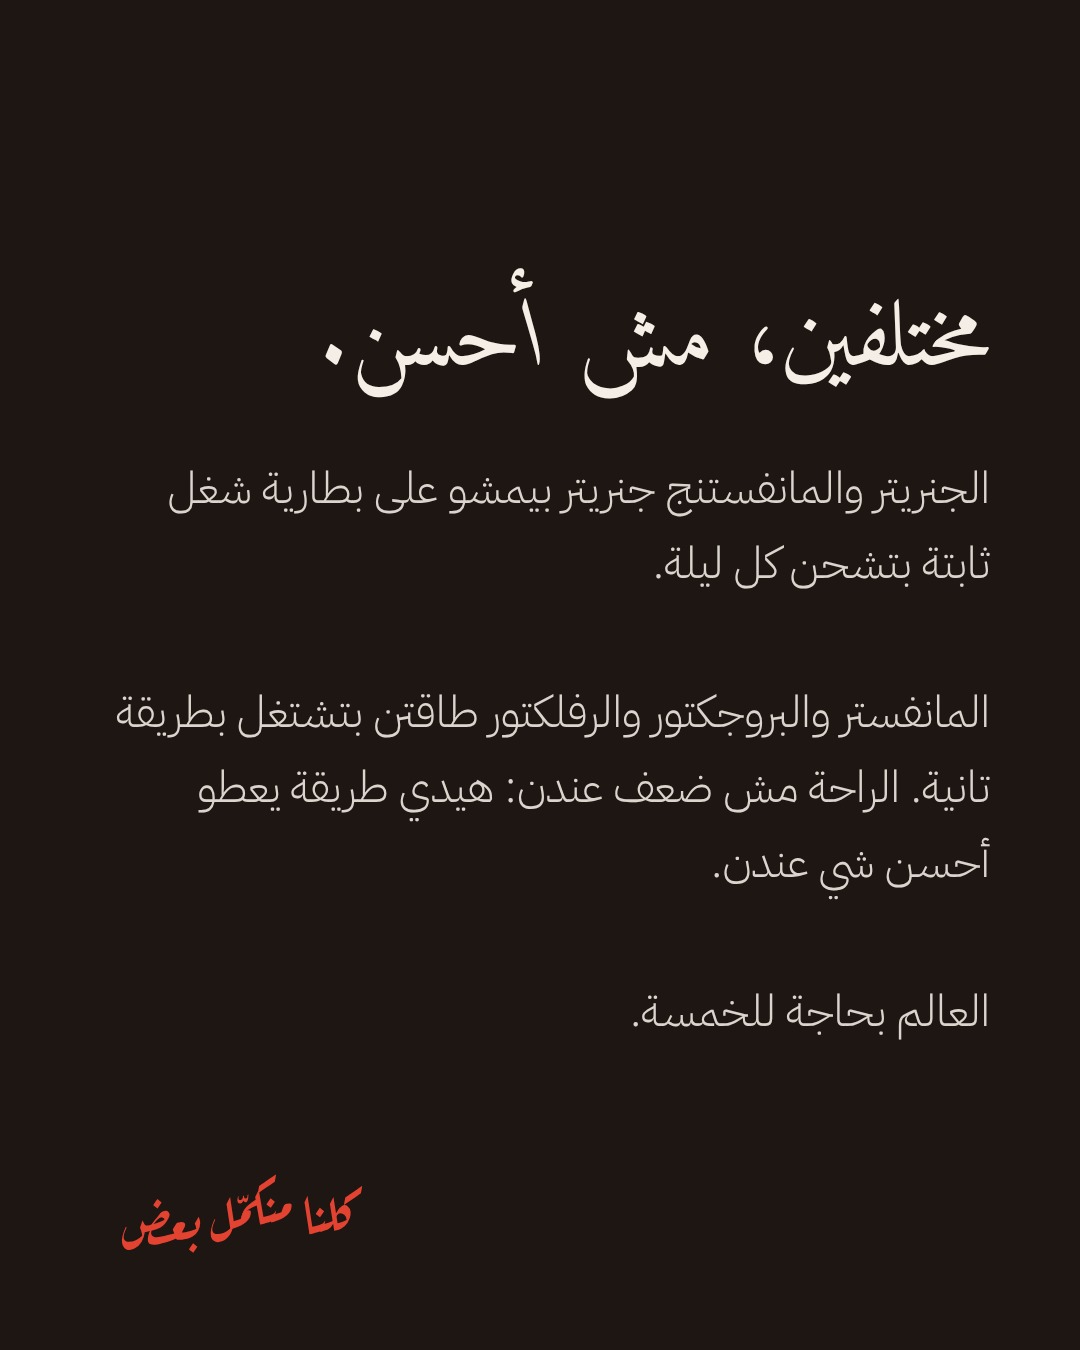 مختلفين، مش أحسن.
الجنريتر والمانفستنج جنريتر بيمشو على بطارية شغل
ثابتة بتشحن كل ليلة.
المانفستر والبروجكتور والرفلكتور طاقتن بتشتغل بطريقة
تانية. الراحة مش ضعف عندن: هيدي طريقة يعطو
أحسن شي عندن.
العالم بحاجة للخمسة.
كلنا منكمّل بعض